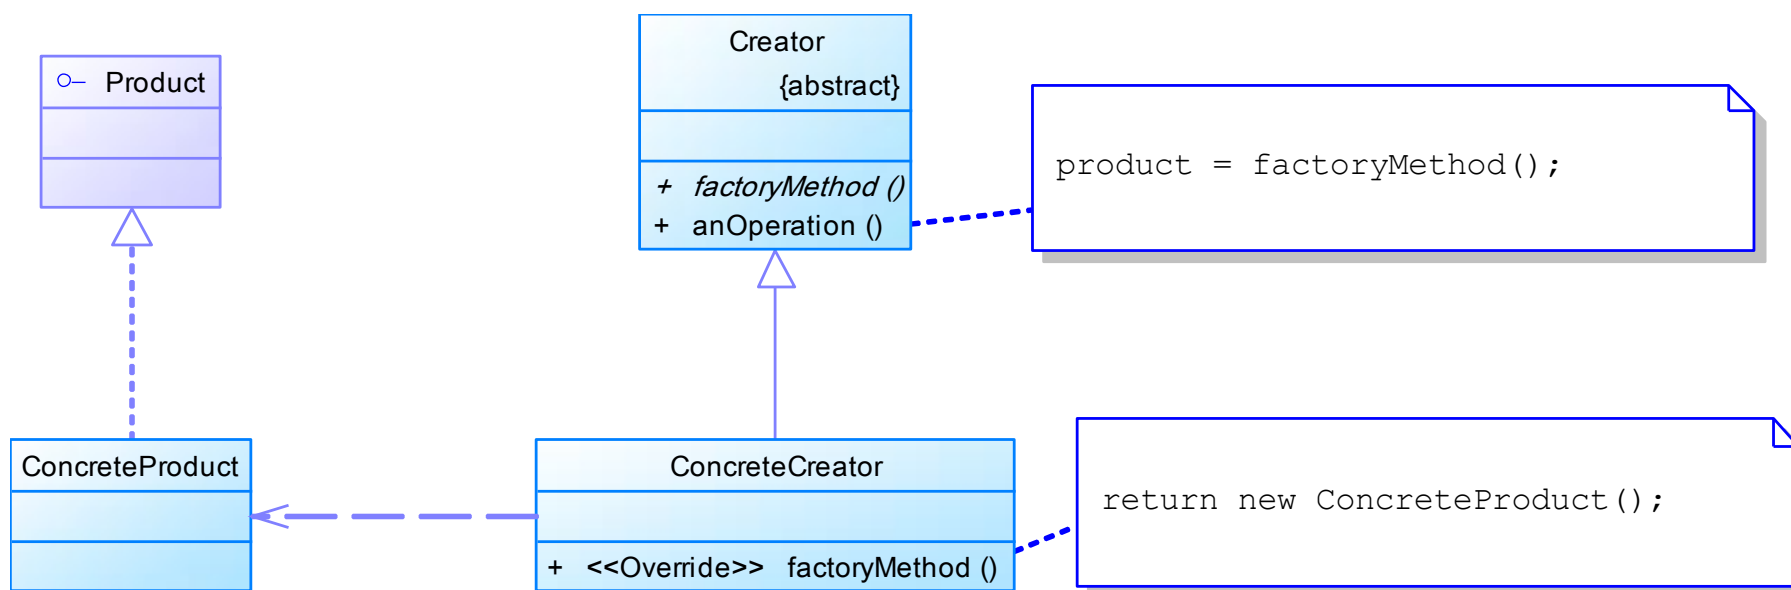 Product
Creator
{abstract}
+ factoryMethod ()
+ anOperation ()
product = factoryMethod();
ConcreteProduct
ConcreteCreator
+ <<Override>> factoryMethod ()
return new ConcreteProduct();